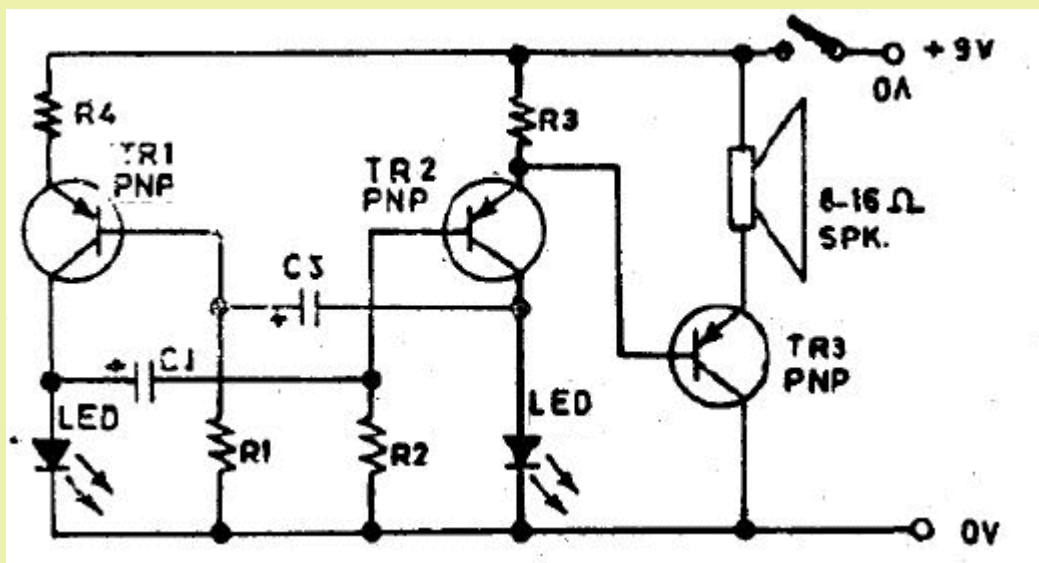 +9V
0Λ
R4
R3
TR1
PNP
TR2
PNP
8-16 Ω
SPK.
C3
TR3
PNP
+
+
C1
LED
LED
R1
R2
0V